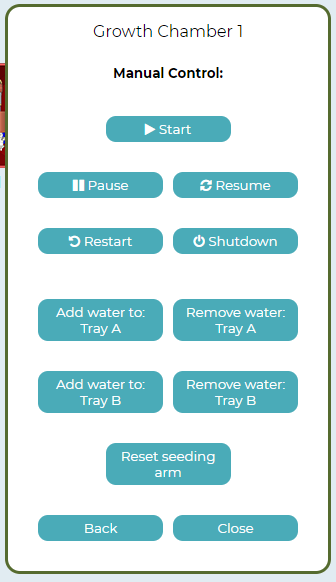 Growth Chamber 1
Manual Control:
Start
Pause
Resume
Restart
Shutdown
Add water to:
Tray A
Remove water:
Tray A
Add water to:
Tray B
Remove water:
Tray B
Reset seeding
arm
Back
Close